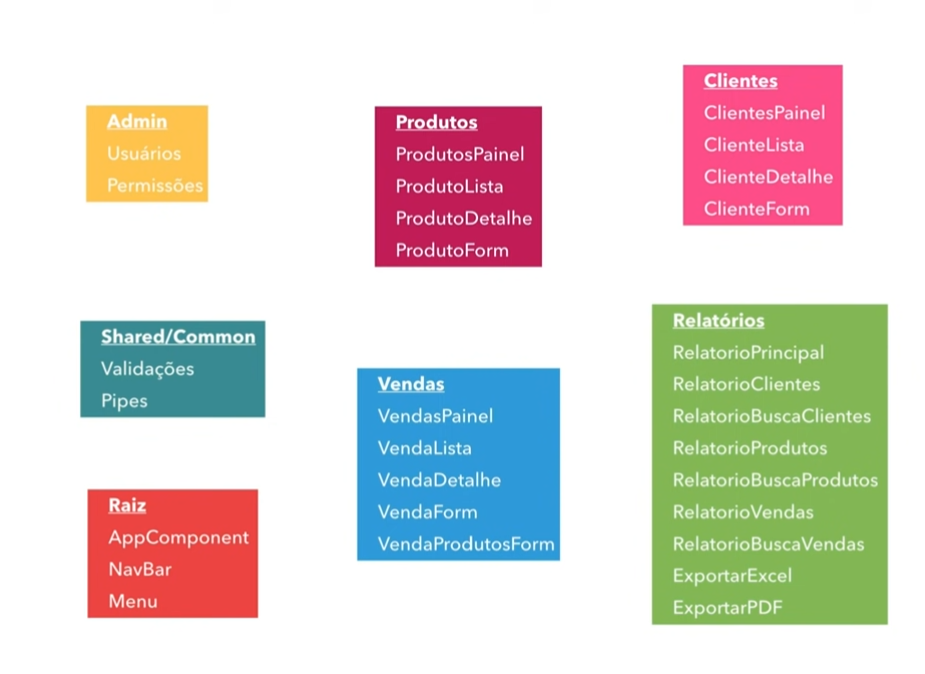 Admin
Usuários
Permissões
Produtos
ProdutosPainel
ProdutoLista
ProdutoDetalhe
ProdutoForm
Clientes
ClientesPainel
ClienteLista
ClienteDetalhe
ClienteForm
Shared/Common
Validações
Pipes
Vendas
VendasPainel
VendaLista
VendaDetalhe
VendaForm
VendaProdutosForm
Relatórios
RelatorioPrincipal
RelatorioClientes
RelatorioBuscaClientes
RelatorioProdutos
RelatorioBuscaProdutos
RelatorioVendas
RelatorioBuscaVendas
ExportarExcel
ExportarPDF
Raiz
AppComponent
NavBar
Menu